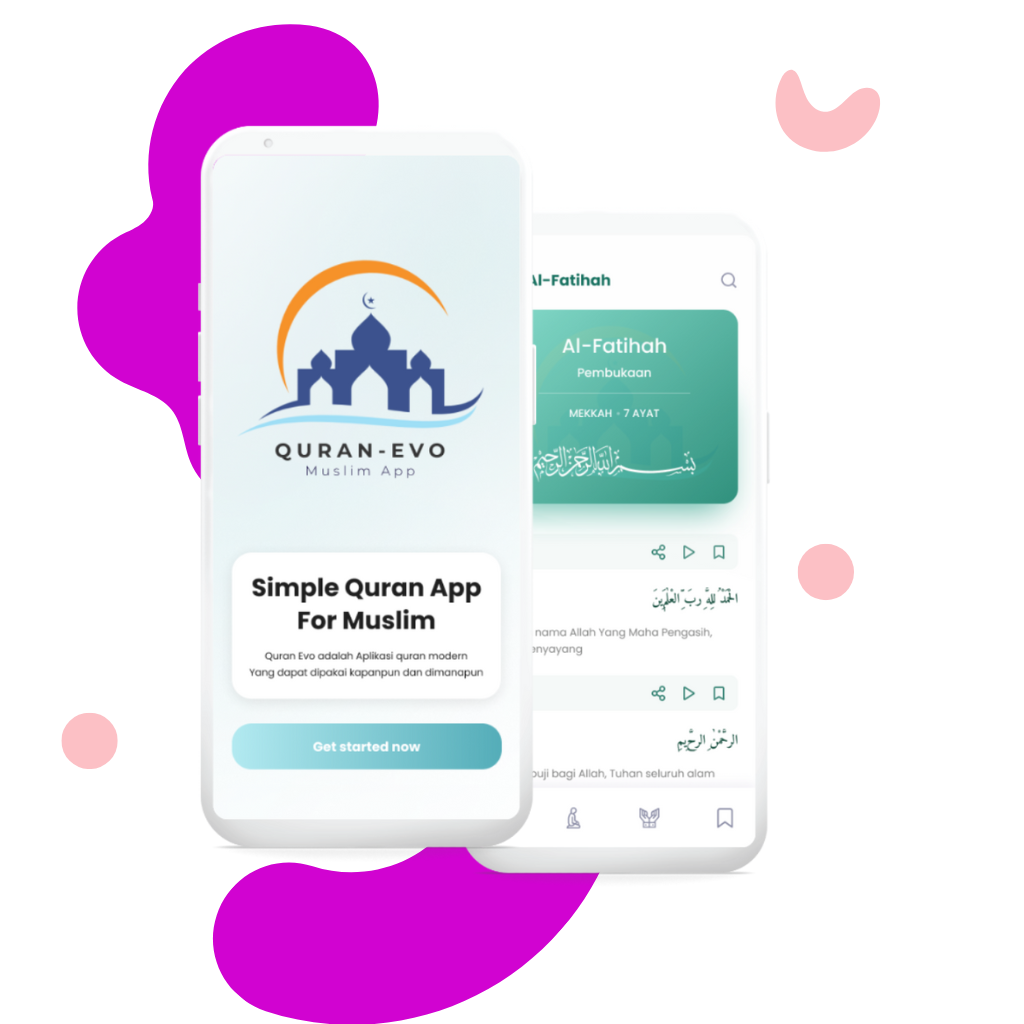 QURAN-EVO
Muslim App
Simple Quran App
For Muslim
Quran Evo adalah Aplikasi quran modern
Yang dapat dipakai kapanpun dan dimanapun
Get started now
Al-Fatihah
Al-Fatihah
Pembukaan
MEKKAH • 7 AYAT
بِسْمِ اللَّهِ الرَّحْمَٰنِ الرَّحِيمِ
الْحَمْدُ لِلَّهِ رَبِّ الْعَٰلَمِينَ
nama Allah Yang Maha Pengasih,
enyayang
الرَّحْمَٰنِ الرَّحِيمِ
puji bagi Allah, Tuhan seluruh alam